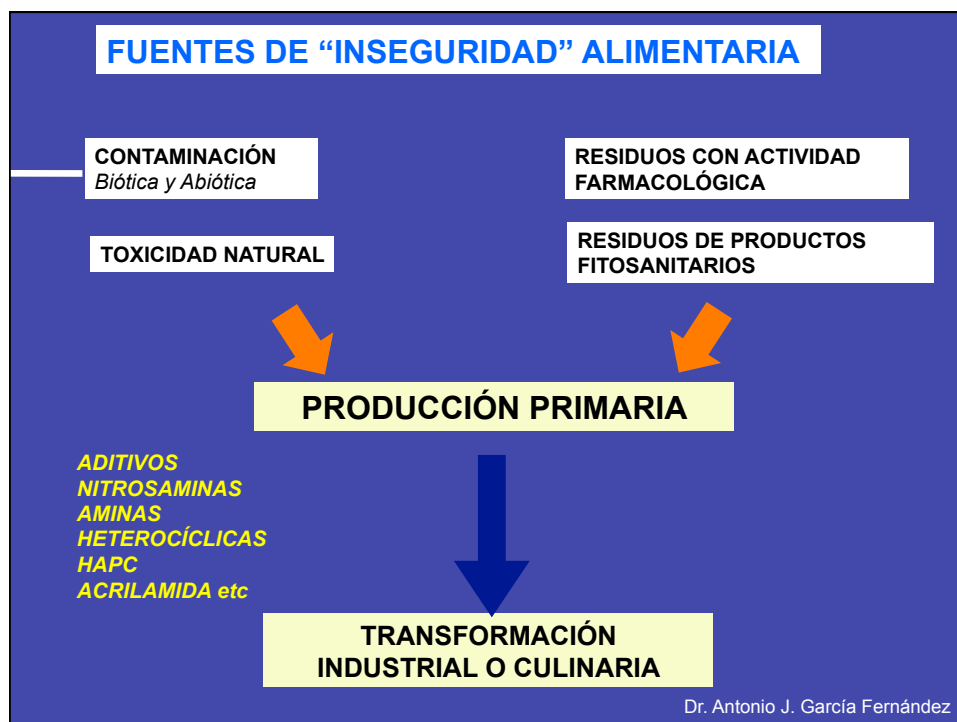 FUENTES DE “INSEGURIDAD” ALIMENTARIA
CONTAMINACIÓN
Biótica y Abiótica
TOXICIDAD NATURAL
RESIDUOS CON ACTIVIDAD
FARMACOLÓGICA
RESIDUOS DE PRODUCTOS
FITOSANITARIOS
PRODUCCIÓN PRIMARIA
ADITIVOS
NITROSAMINAS
AMINAS
HETEROCÍCLICAS
HAPC
ACRILAMIDA etc
TRANSFORMACIÓN
INDUSTRIAL O CULINARIA
Dr. Antonio J. García Fernández